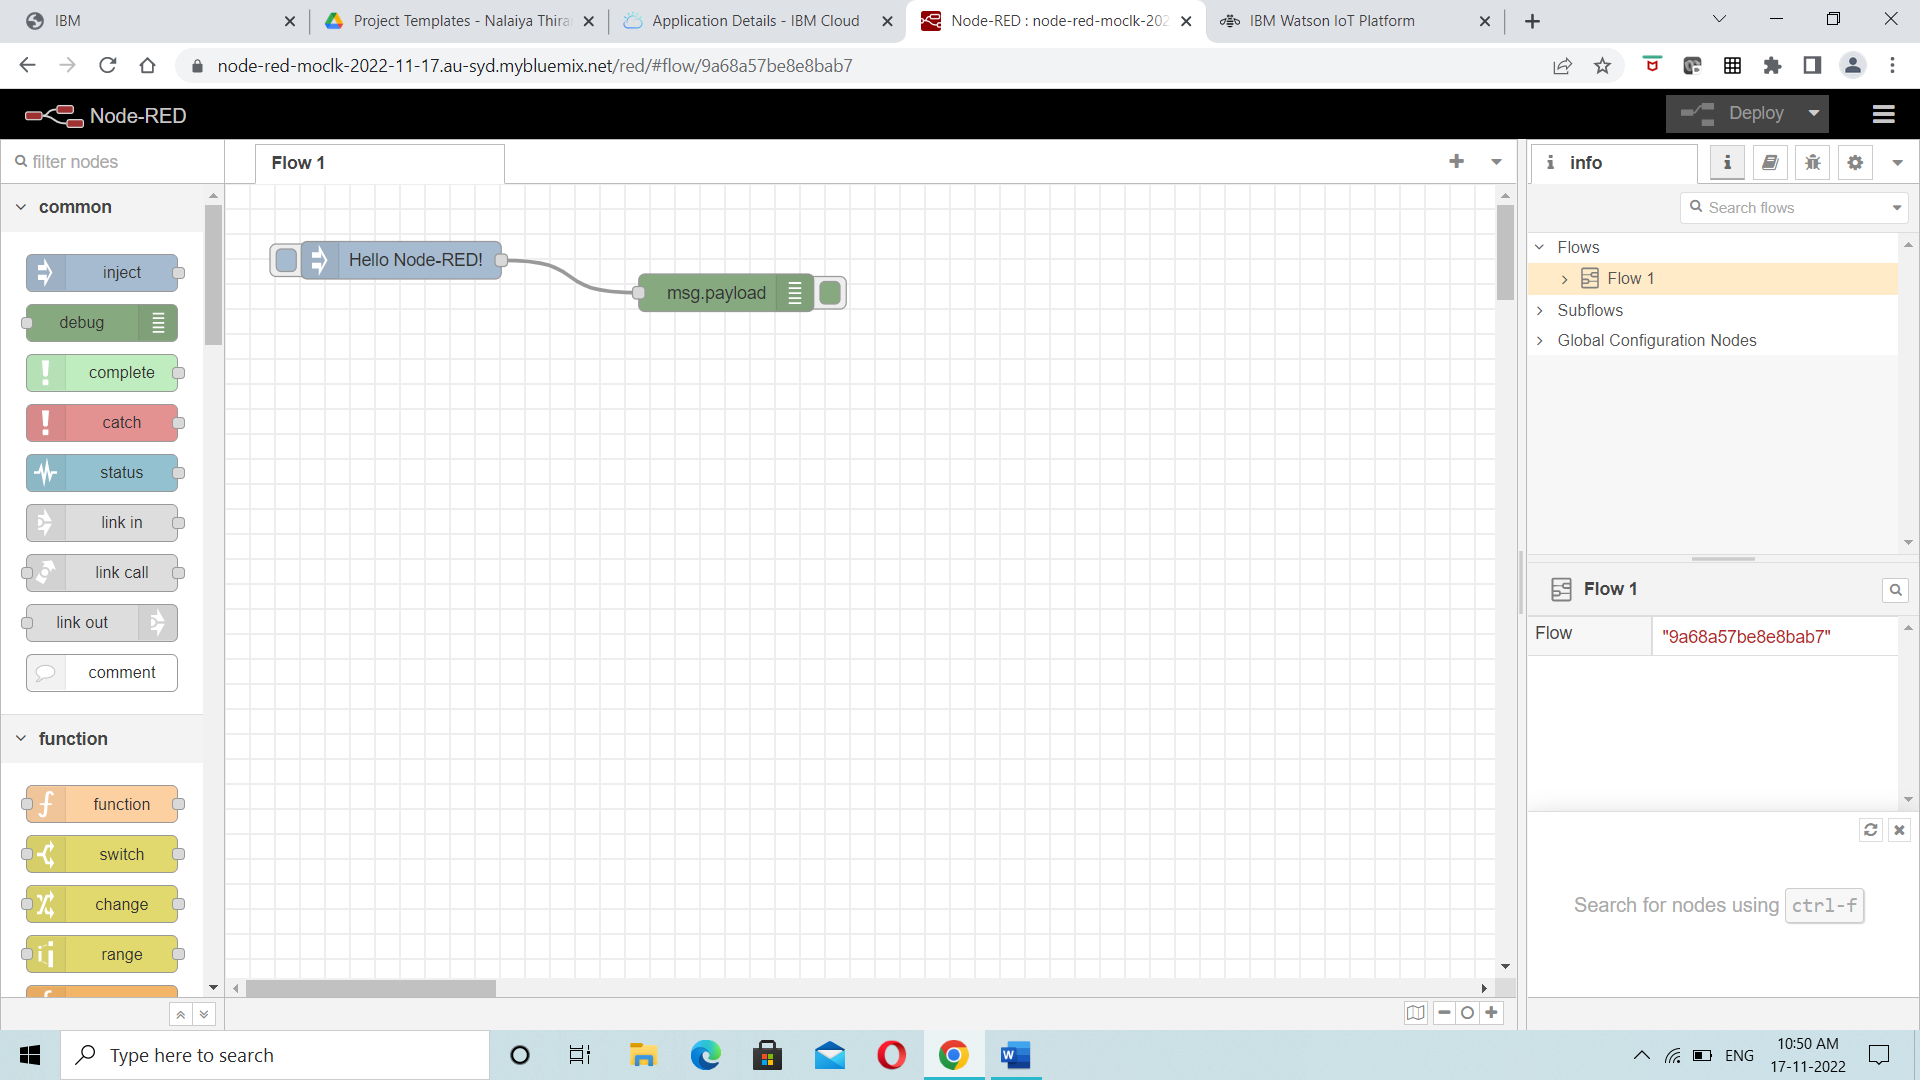 IBM
Project Templates - Nalaiya Thira
Application Details - IBM Cloud
Node-RED : node-red-moclk-202
IBM Watson IoT Platform
node-red-moclk-2022-11-17.au-syd.mybluemix.net/red/#flow/9a68a57be8e8bab7
Node-RED
Deploy
filter nodes
Flow 1
info
Search flows
common
inject
debug
complete
catch
status
link in
link call
link out
comment
function
function
switch
change
range
Hello Node-RED!
msg.payload
Flows
Flow 1
Subflows
Global Configuration Nodes
Flow 1
Flow
"9a68a57be8e8bab7"
Search for nodes using ctrl-f
Type here to search
ENG
10:50 AM
17-11-2022